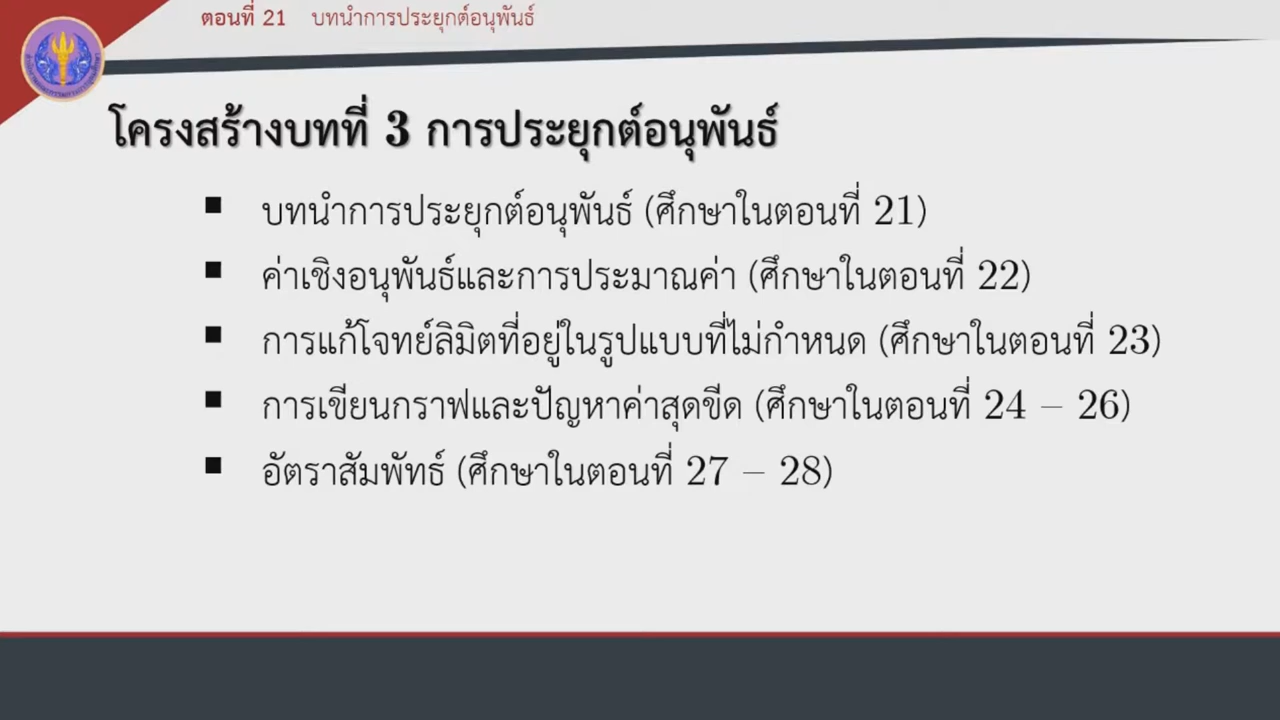 ตอนที่ 21 บทนำการประยุกต์อนุพันธ์
โครงสร้างบทที่ 3 การประยุกต์อนุพันธ์
▪ บทนำการประยุกต์อนุพันธ์ (ศึกษาในตอนที่ 21)
▪ ค่าเชิงอนุพันธ์และการประมาณค่า (ศึกษาในตอนที่ 22)
▪ การแก้โจทย์ลิมิตที่อยู่ในรูปแบบที่ไม่กำหนด (ศึกษาในตอนที่ 23)
▪ การเขียนกราฟและปัญหาค่าสุดขีด (ศึกษาในตอนที่ 24 – 26)
▪ อัตราสัมพัทธ์ (ศึกษาในตอนที่ 27 – 28)